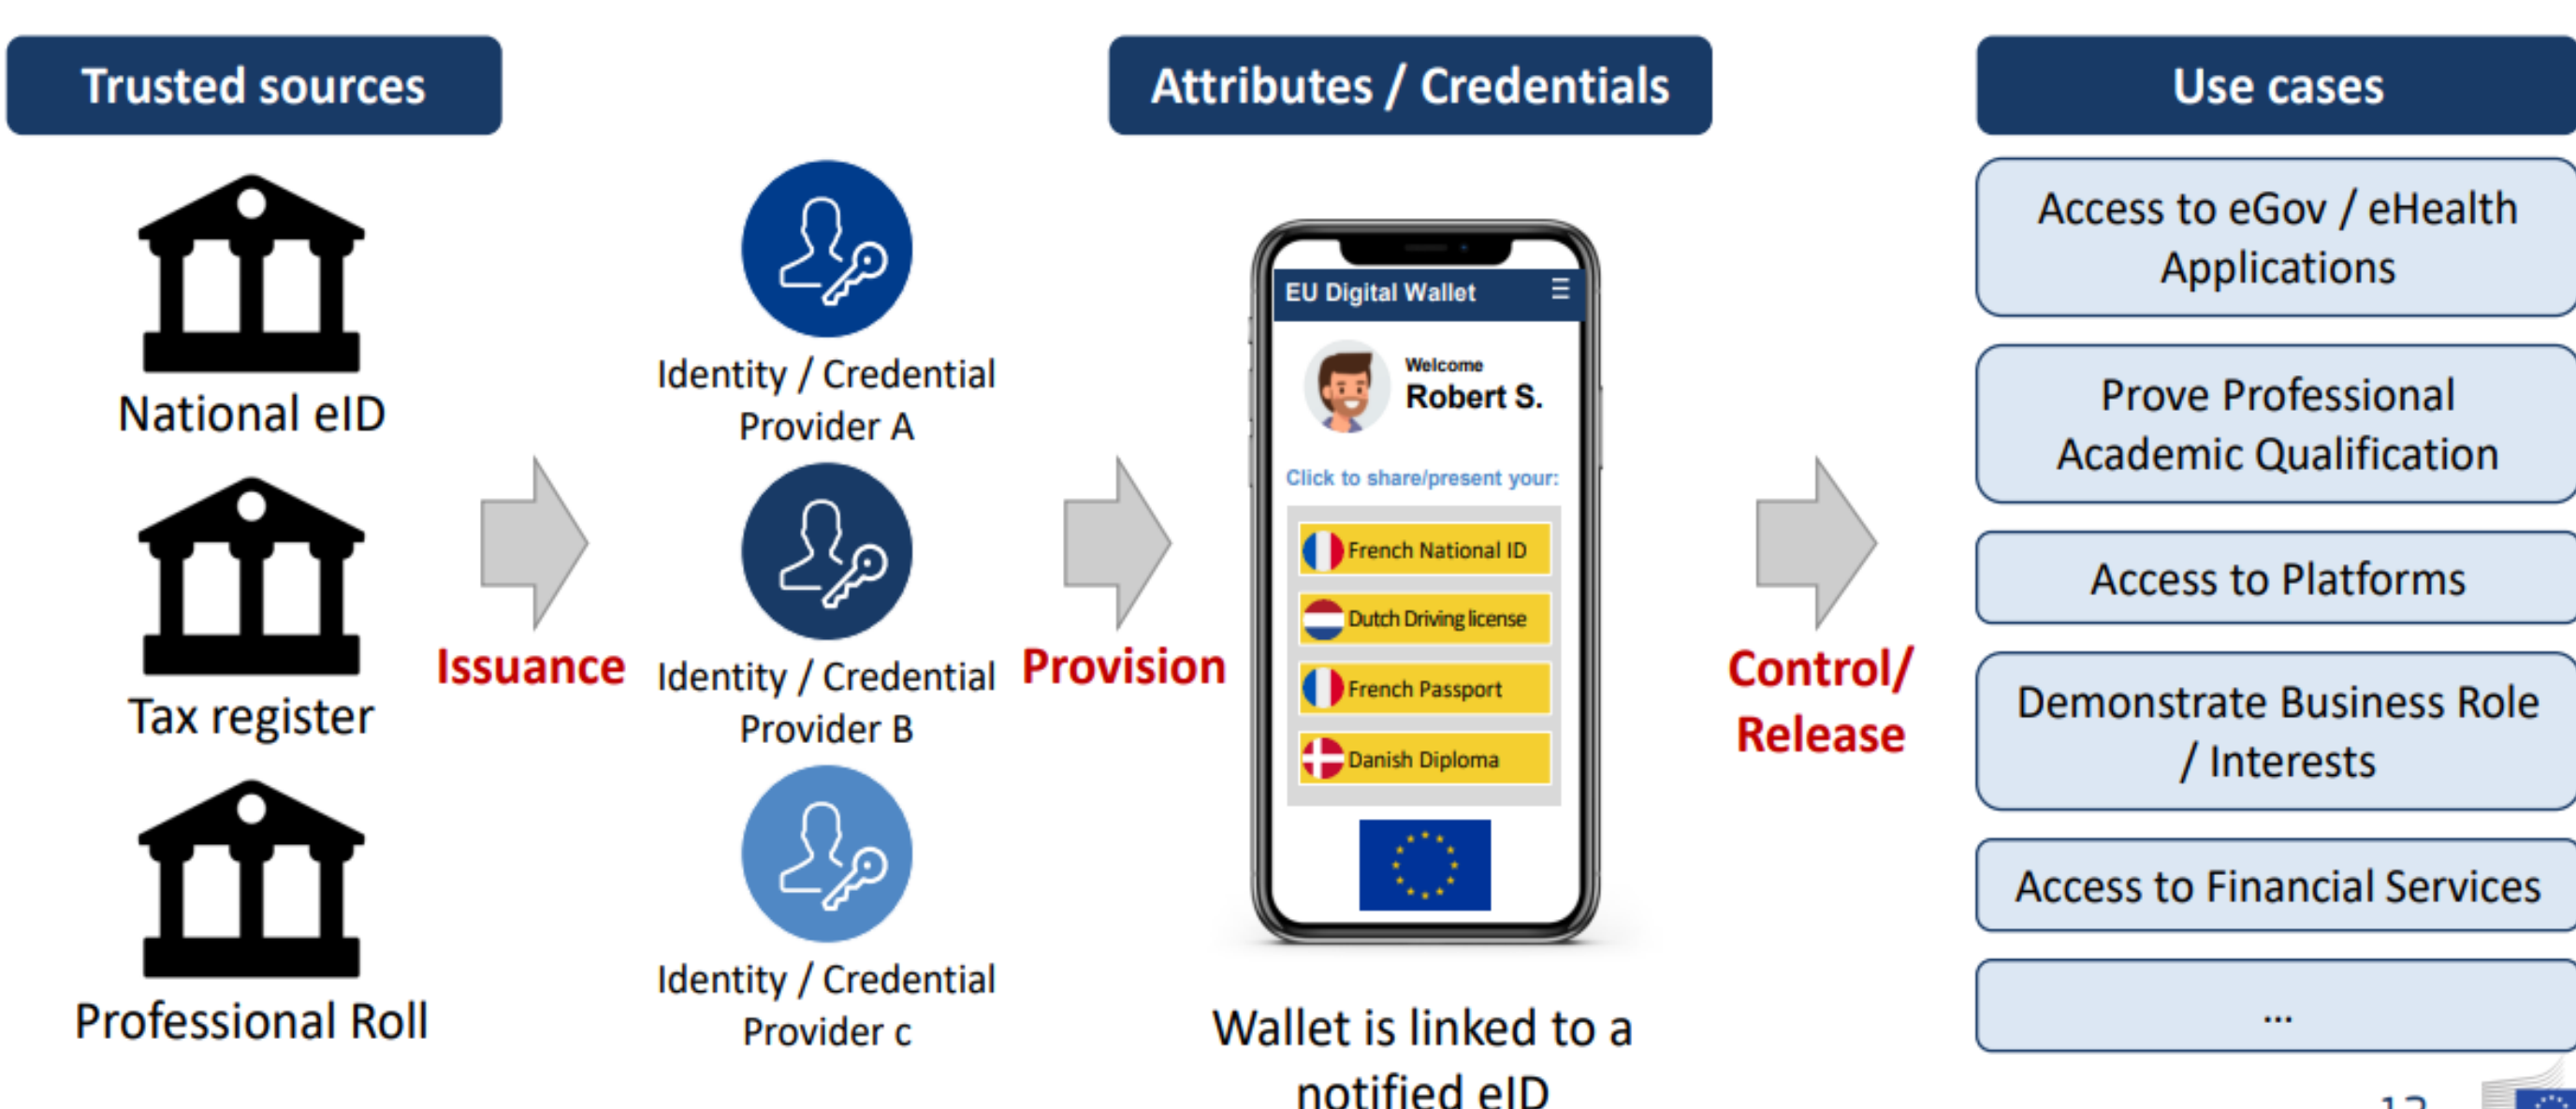 Trusted sources
National eID
Tax register
Professional Roll
Issuance
Identity / Credential
Provider A
Identity / Credential
Provider B
Identity / Credential
Provider c
Provision
Attributes / Credentials
EU Digital Wallet
Welcome
Robert S.
Click to share/present your:
French National ID
Dutch Driving license
French Passport
Danish Diploma
Wallet is linked to a
notified eID
Control/
Release
Use cases
Access to eGov / eHealth
Applications
Prove Professional
Academic Qualification
Access to Platforms
Demonstrate Business Role
/ Interests
Access to Financial Services
...